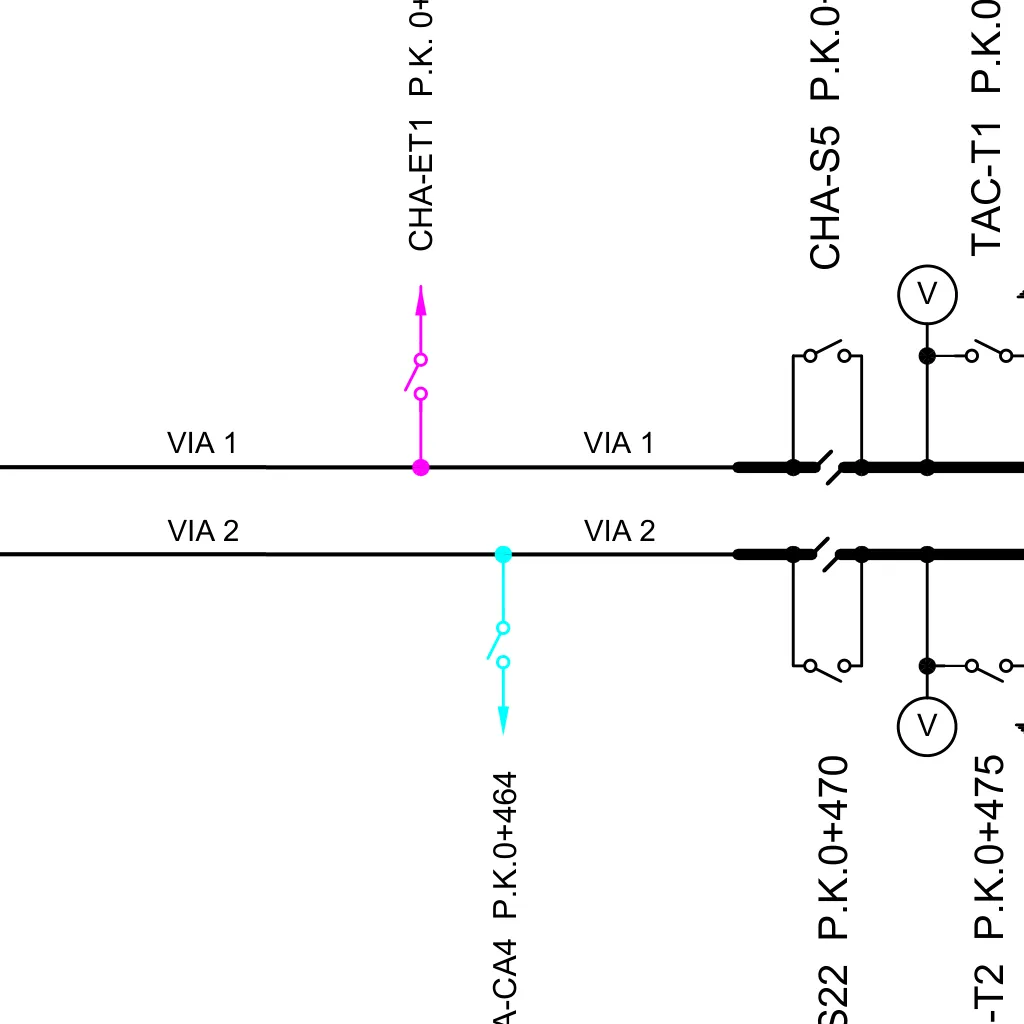 CHA-ET1 P.K. 0+
CHA-S5 P.K.0+
TAC-T1 P.K.0
V
VIA 1
VIA 1
VIA 2
VIA 2
V
A-CA4 P.K.0+464
S22 P.K.0+470
-T2 P.K.0+475